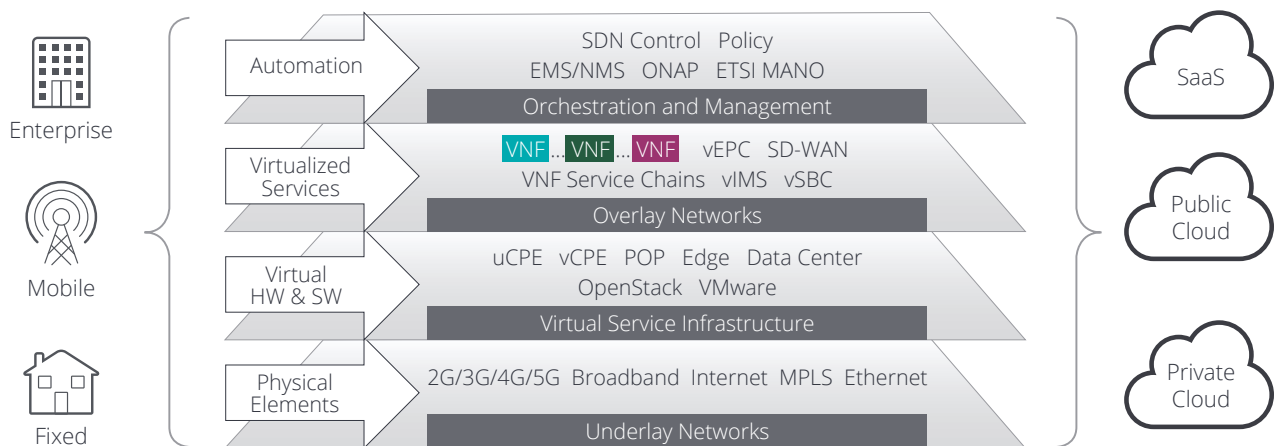 Enterprise
Mobile
Fixed
Automation
SDN Control Policy
EMS/NMS ONAP ETSI MANO
Orchestration and Management
Virtualized
Services
VNF...VNF...VNF vEPC SD-WAN
VNF Service Chains vIMS vSBC
Overlay Networks
Virtual
HW & SW
uCPE vCPE POP Edge Data Center
OpenStack VMware
Virtual Service Infrastructure
Physical
Elements
2G/3G/4G/5G Broadband Internet MPLS Ethernet
Underlay Networks
SaaS
Public
Cloud
Private
Cloud